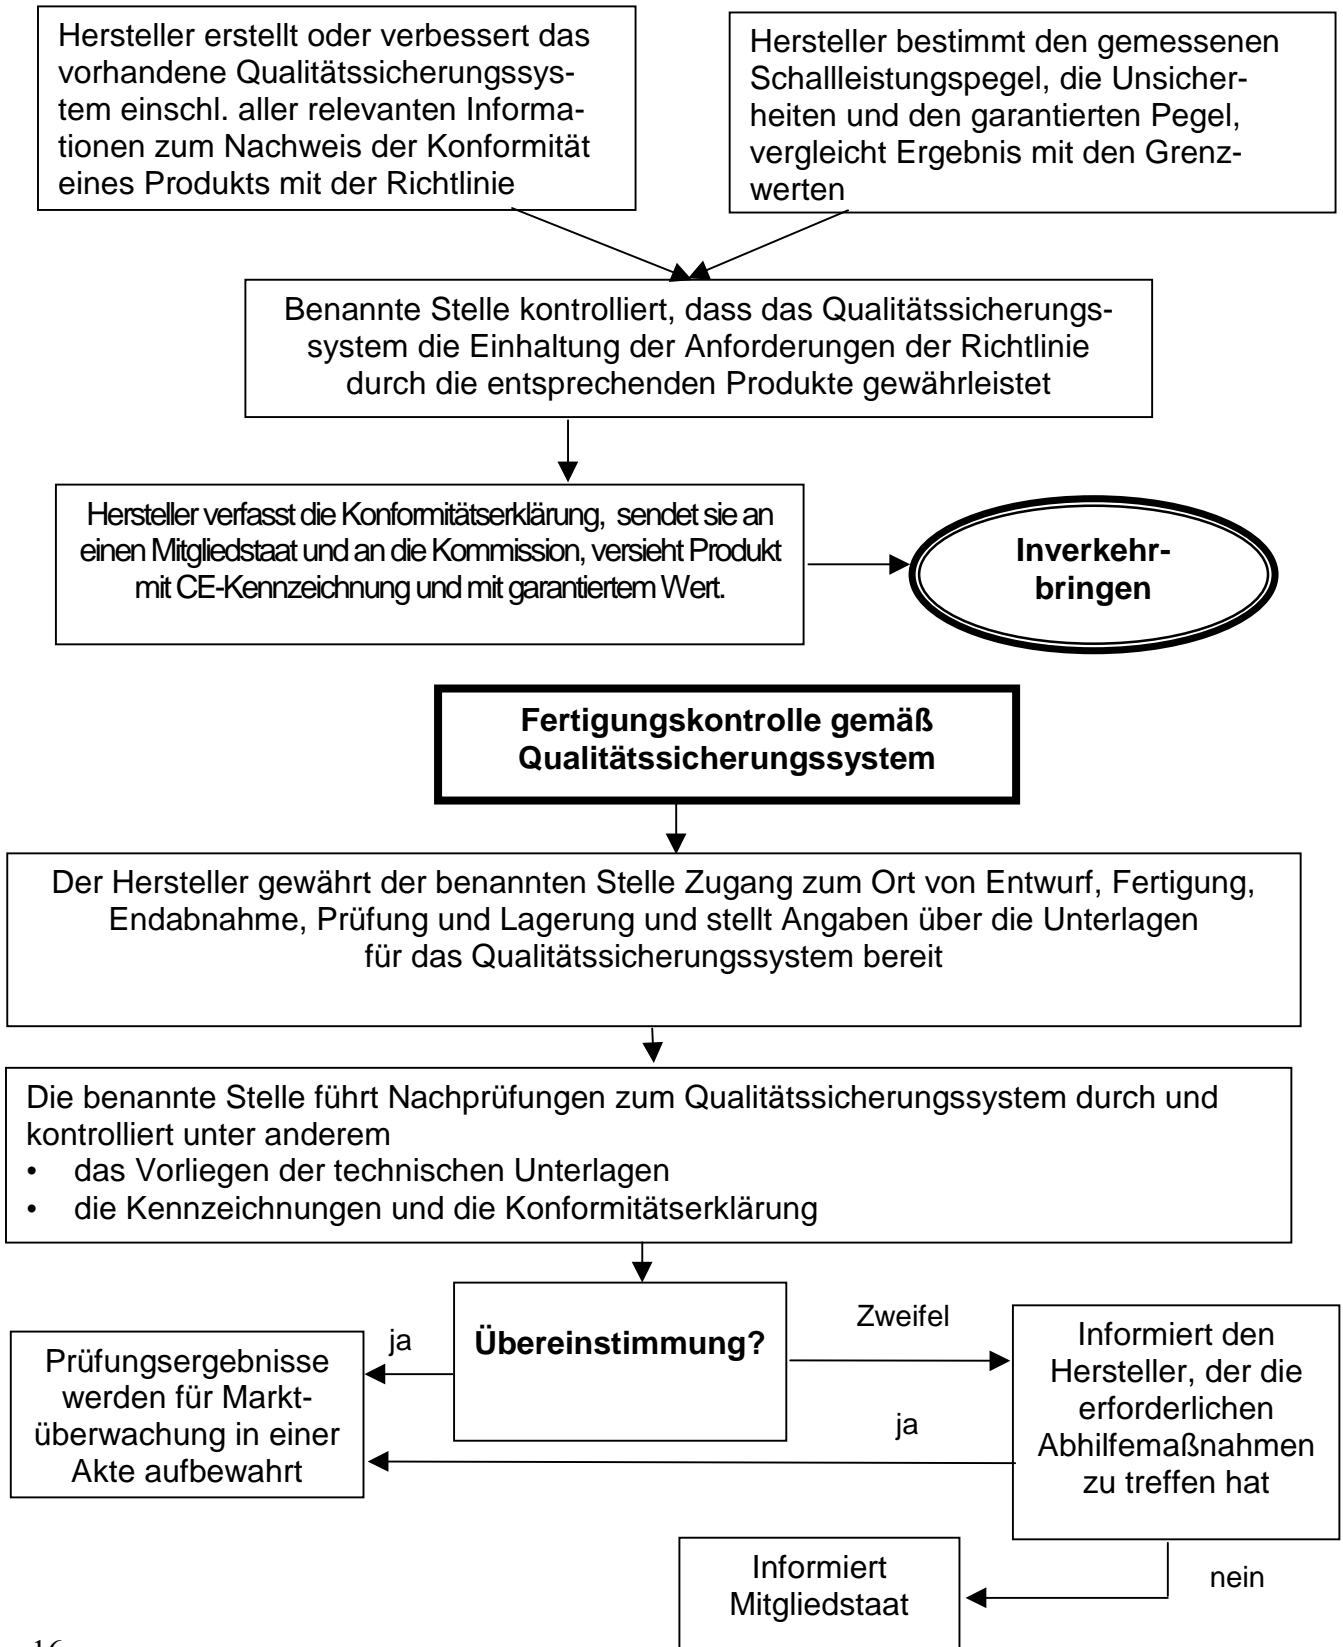 Hersteller erstellt oder verbessert das
vorhandene Qualitätssicherungssys-
tem einschl. aller relevanten Informa-
tionen zum Nachweis der Konformität
eines Produkts mit der Richtlinie
Hersteller bestimmt den gemessenen
Schallleistungspegel, die Unsicher-
heiten und den garantierten Pegel,
vergleicht Ergebnis mit den Grenz-
werten
Benannte Stelle kontrolliert, dass das Qualitätssicherungs-
system die Einhaltung der Anforderungen der Richtlinie
durch die entsprechenden Produkte gewährleistet
Hersteller verfasst die Konformitätserklärung, sendet sie an
einen Mitgliedstaat und an die Kommission, versieht Produkt
mit CE-Kennzeichnung und mit garantiertem Wert.
Inverkehr-
bringen
Fertigungskontrolle gemäß
Qualitätssicherungssystem
Der Hersteller gewährt der benannten Stelle Zugang zum Ort von Entwurf, Fertigung,
Endabnahme, Prüfung und Lagerung und stellt Angaben über die Unterlagen
für das Qualitätssicherungssystem bereit
Die benannte Stelle führt Nachprüfungen zum Qualitätssicherungssystem durch und
kontrolliert unter anderem
• das Vorliegen der technischen Unterlagen
• die Kennzeichnungen und die Konformitätserklärung
Übereinstimmung?
ja
Prüfungsergebnisse
werden für Markt-
überwachung in einer
Akte aufbewahrt
Zweifel
Informiert den
Hersteller, der die
erforderlichen
Abhilfemaßnahmen
zu treffen hat
ja
nein
Informiert
Mitgliedstaat